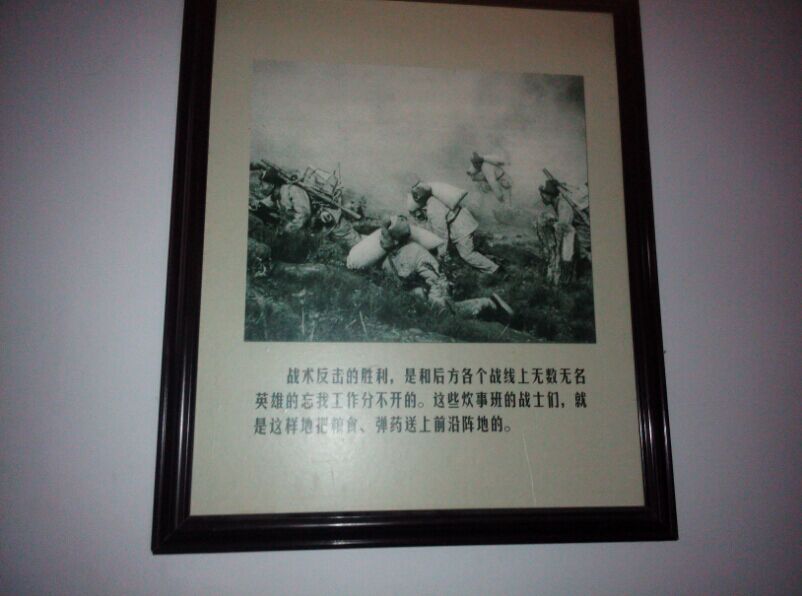 战术反击的胜利，是和后方各个战线上无数无名
英雄的忘我工作分不开的。这些炊事班的战士们，就
是这样地把粮食、弹药送上前沿阵地的。